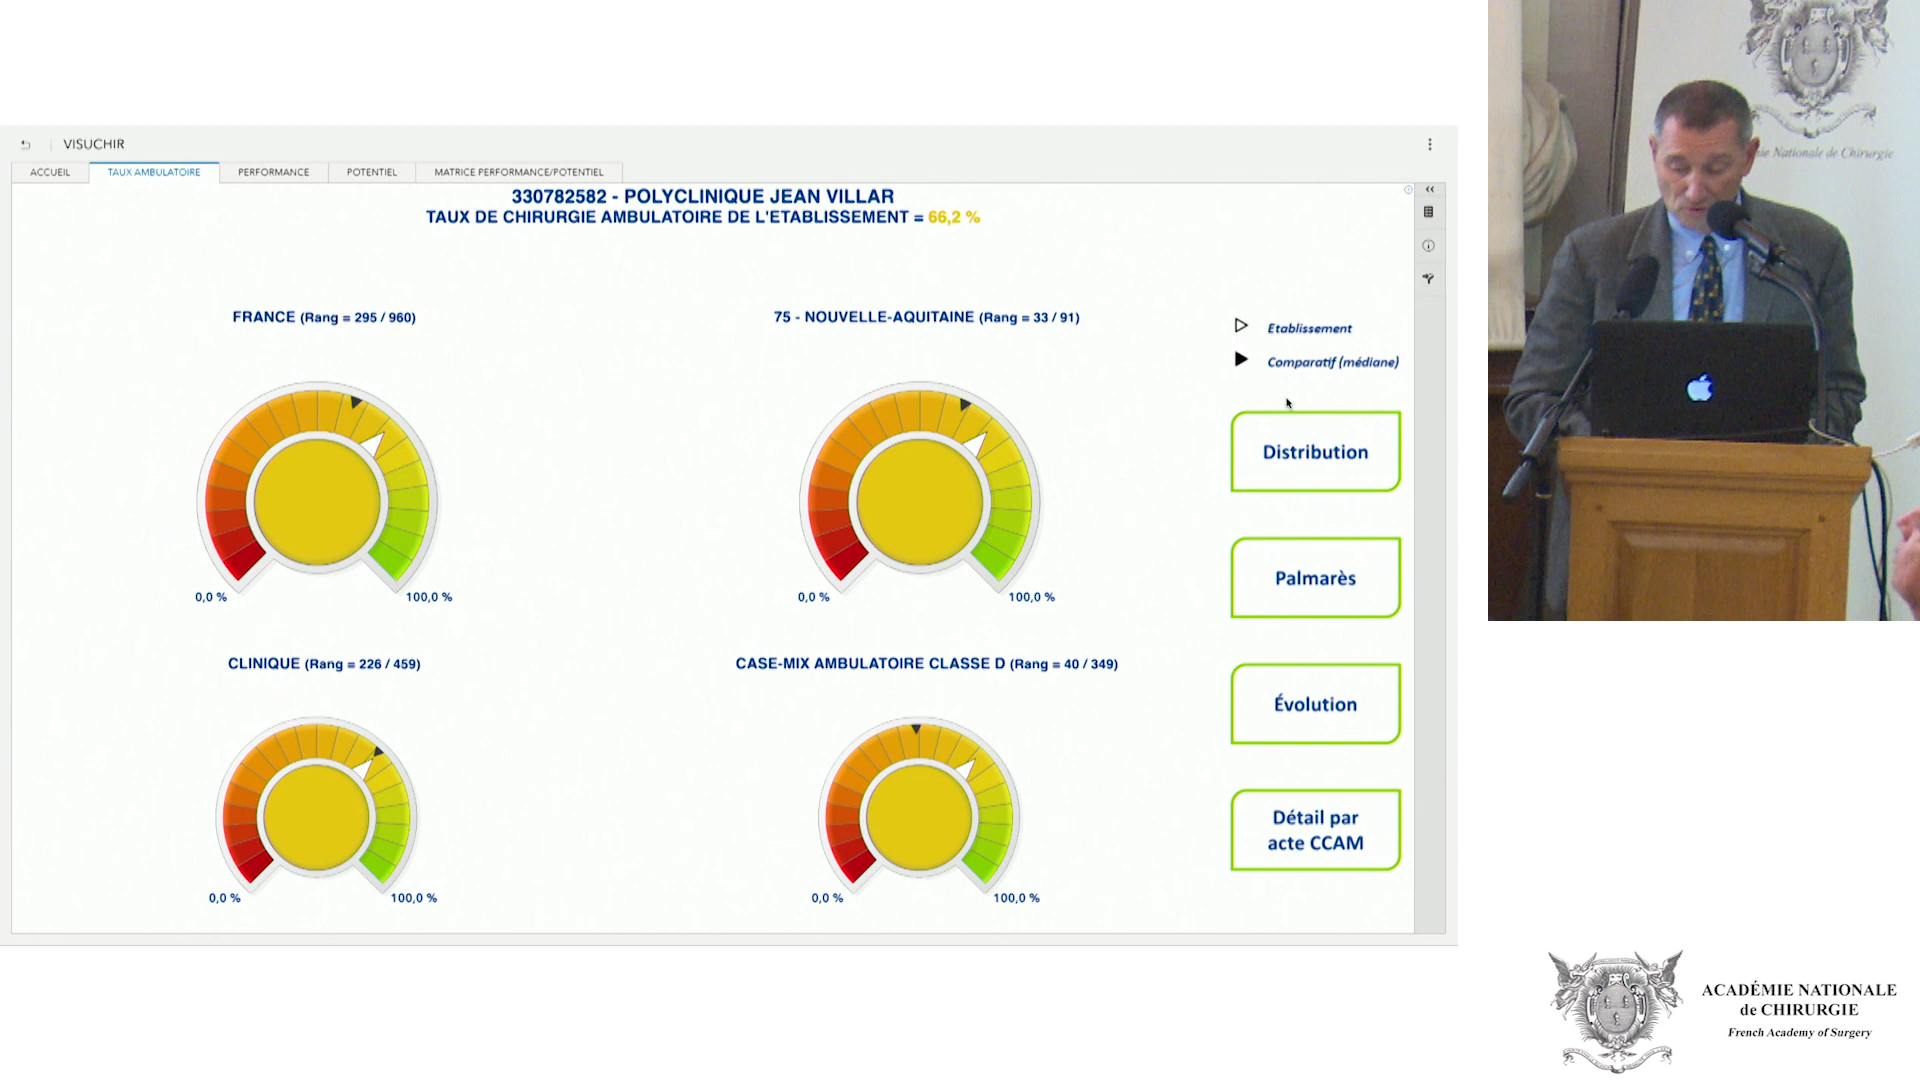 VISUCHIR
ACCUEIL
TAUX AMBULATOIRE
PERFORMANCE
POTENTIEL
MATRICE PERFORMANCE/POTENTIEL
330782582 - POLYCLINIQUE JEAN VILLAR
TAUX DE CHIRURGIE AMBULATOIRE DE L'ETABLISSEMENT = 66,2 %
FRANCE (Rang = 295 / 960)
0,0 %
100,0 %
75 - NOUVELLE-AQUITAINE (Rang = 33 / 91)
0,0 %
100,0 %
Etablissement
Comparatif (médiane)
CLINIQUE (Rang = 226 / 459)
0,0 %
100,0 %
CASE-MIX AMBULATOIRE CLASSE D (Rang = 40 / 349)
0,0 %
100,0 %
Distribution
Palmarès
Évolution
Détail par
acte CCAM
Nationale de Chirurgie
ACADÉMIE NATIONALE
de CHIRURGIE
French Academy of Surgery